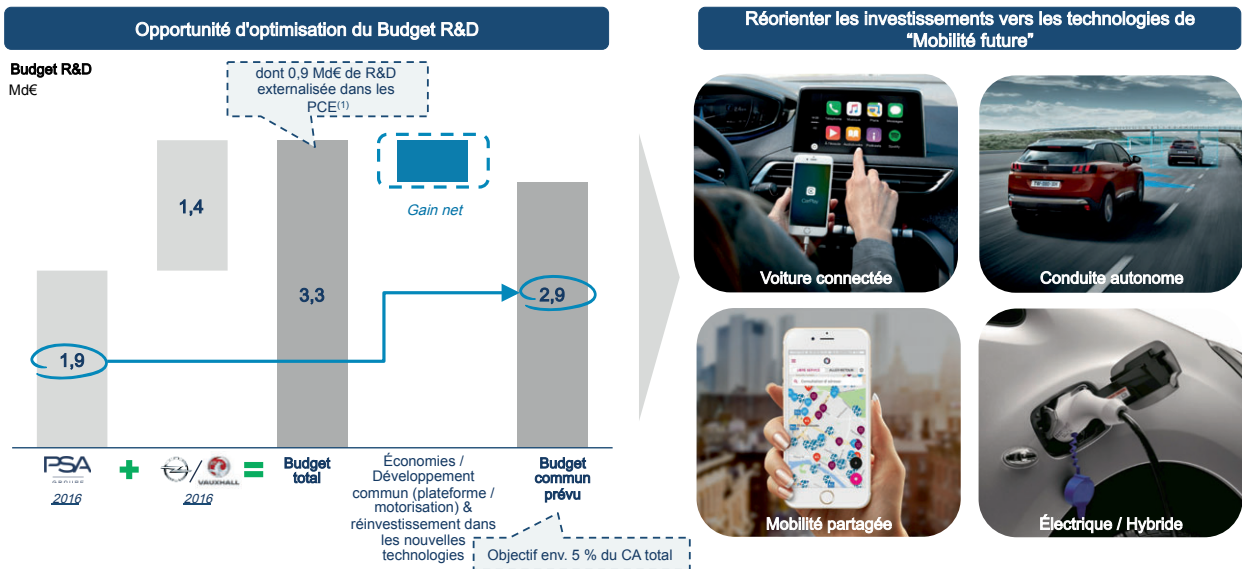 Opportunité d'optimisation du Budget R&D
Budget R&D
Md€
dont 0,9 Md€ de R&D
externalisée dans les
PCE(1)
1,4
3,3
1,9
Gain net
2,9
PSA
GROUPE
2016
+
/
VAUXHALL
2016
=
Budget
total
Économies /
Développement
commun (plateforme /
motorisation) &
réinvestissement dans
les nouvelles
technologies
Budget
commun
prévu
Objectif env. 5 % du CA total
Réorienter les investissements vers les technologies de
“Mobilité future”
CarPlay
Voiture connectée
Conduite autonome
Mobilité partagée
Électrique / Hybride